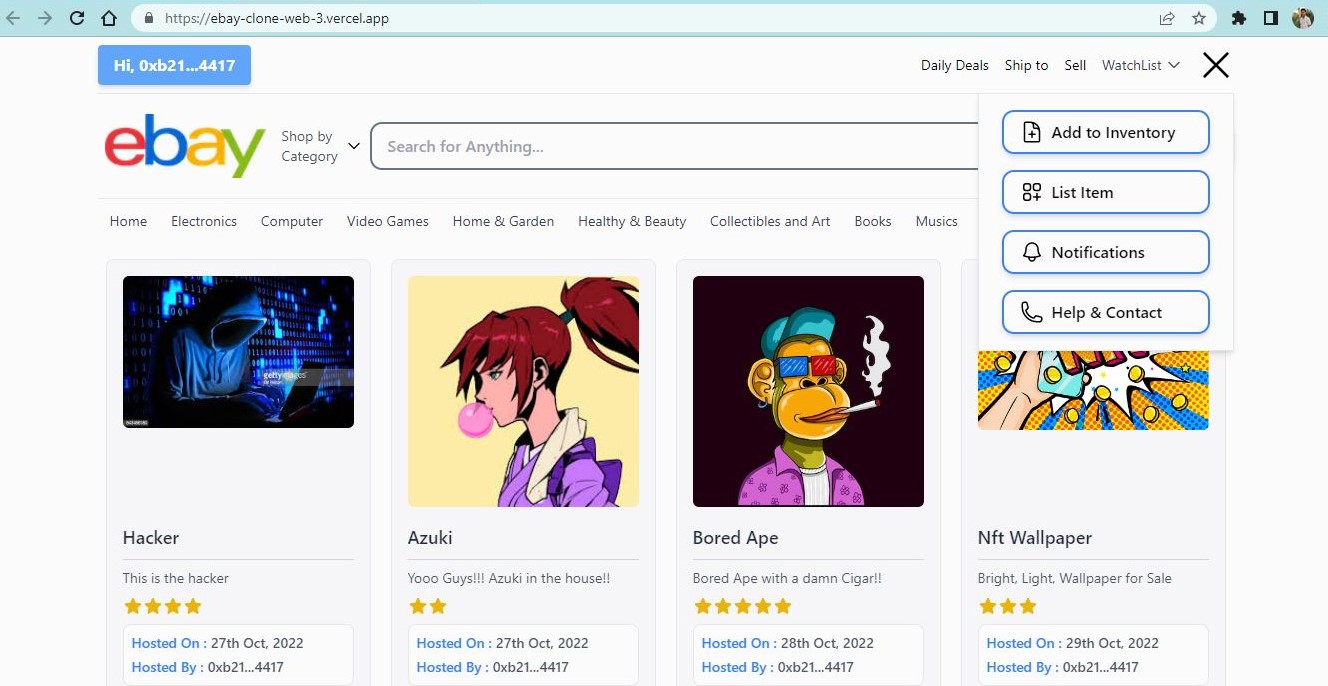 https://ebay-clone-web-3.vercel.app
Hi, 0xb21...4417
Daily Deals Ship to Sell WatchList
ebay
Shop by
Category
Search for Anything...
Add to Inventory
List Item
Notifications
Help & Contact
Home Electronics Computer Video Games Home & Garden Healthy & Beauty Collectibles and Art Books Musics
gettyimages
Hacker
This is the hacker
Hosted On : 27th Oct, 2022
Hosted By : 0xb21...4417
Azuki
Yooo Guys!!! Azuki in the house!!
Hosted On : 27th Oct, 2022
Hosted By : 0xb21...4417
Bored Ape
Bored Ape with a damn Cigar!!
Hosted On : 28th Oct, 2022
Hosted By : 0xb21...4417
Nft Wallpaper
Bright, Light, Wallpaper for Sale
Hosted On : 29th Oct, 2022
Hosted By : 0xb21...4417